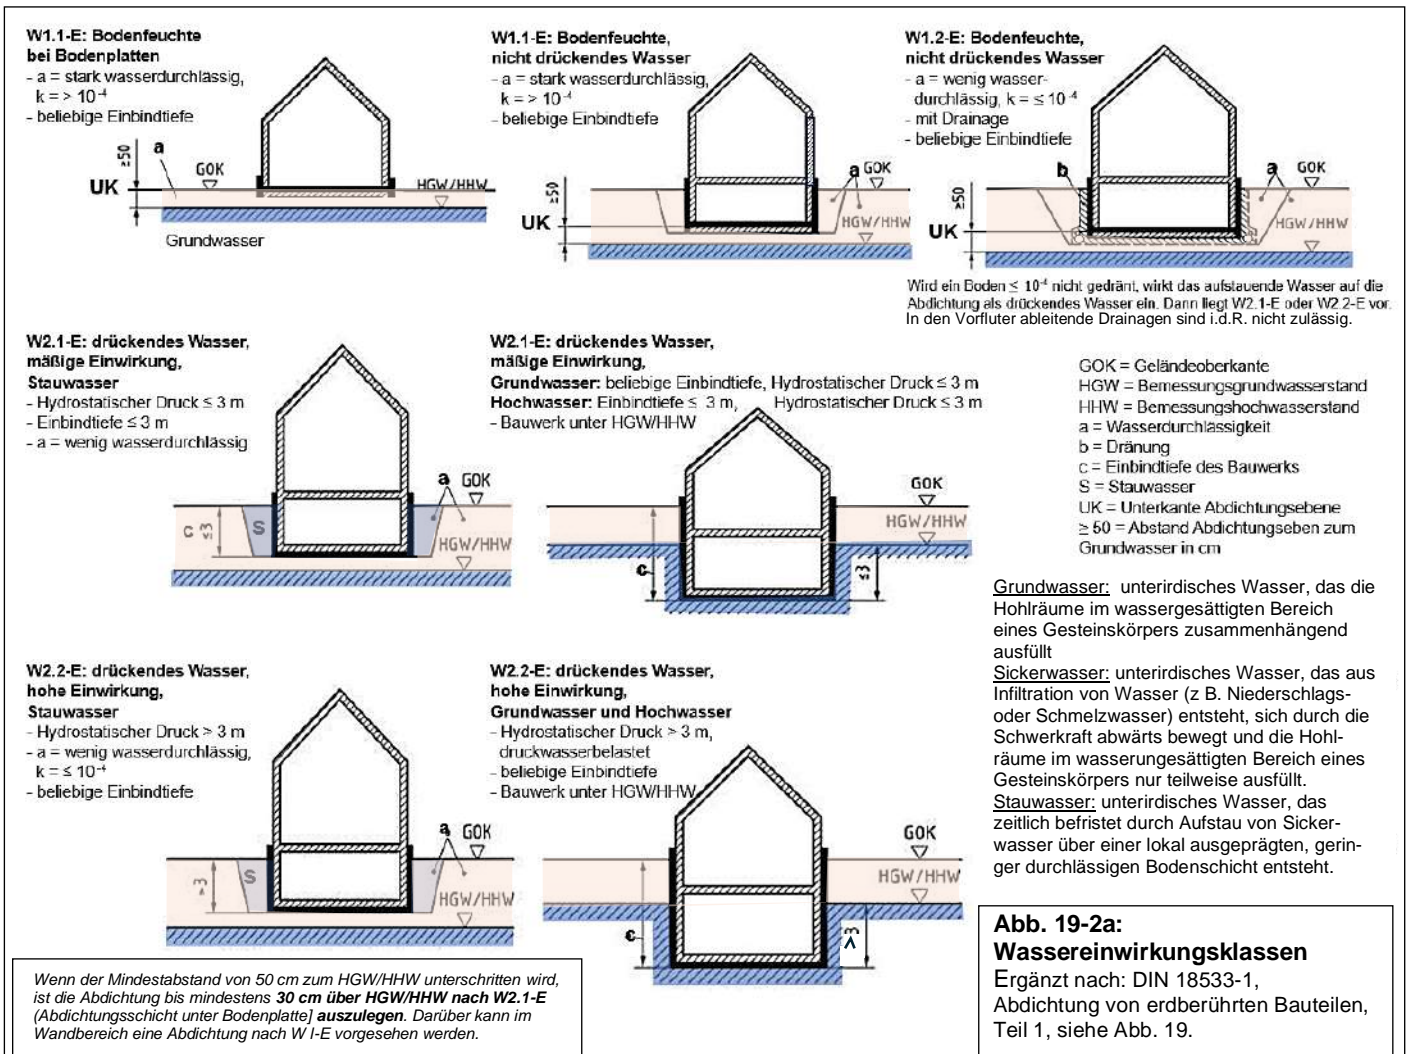 W1.1-E: Bodenfeuchte
bei Bodenplatten
- a = stark wasserdurchlässig,
k = > 10⁻⁴
- beliebige Einbindtiefe
≥50
a
GOK
UK
HGW/HHW
Grundwasser
W1.1-E: Bodenfeuchte,
nicht drückendes Wasser
- a = stark wasserdurchlässig,
k = > 10⁻⁴
- beliebige Einbindtiefe
≥50
a
GOK
UK
HGW/HHW
W1.2-E: Bodenfeuchte,
nicht drückendes Wasser
- a = wenig wasser-
durchlässig, k = ≤ 10⁻⁴
- mit Drainage
- beliebige Einbindtiefe
≥50
b
a
GOK
UK
HGW/HHW
Wird ein Boden ≤ 10⁻⁴ nicht gedränt, wirkt das aufstauende Wasser auf die
Abdichtung als drückendes Wasser ein. Dann liegt W2.1-E oder W2.2-E vor.
In den Vorfluter ableitende Drainagen sind i.d.R. nicht zulässig.
W2.1-E: drückendes Wasser,
mäßige Einwirkung,
Stauwasser
- Hydrostatischer Druck ≤ 3 m
- Einbindtiefe ≤ 3 m
- a = wenig wasserdurchlässig
a
GOK
c
≤3
S
HGW/HHW
W2.1-E: drückendes Wasser,
mäßige Einwirkung,
Grundwasser: beliebige Einbindtiefe, Hydrostatischer Druck ≤ 3 m
Hochwasser: Einbindtiefe ≤ 3 m, Hydrostatischer Druck ≤ 3 m
- Bauwerk unter HGW/HHW
GOK
HGW/HHW
c
≤3
GOK = Geländeoberkante
HGW = Bemessungsgrundwasserstand
HHW = Bemessungshochwasserstand
a = Wasserdurchlässigkeit
b = Dränung
c = Einbindtiefe des Bauwerks
S = Stauwasser
UK = Unterkante Abdichtungsebene
≥ 50 = Abstand Abdichtungseben zum
Grundwasser in cm
Grundwasser: unterirdisches Wasser, das die
Hohlräume im wassergesättigten Bereich
eines Gesteinskörpers zusammenhängend
ausfüllt
Sickerwasser: unterirdisches Wasser, das aus
Infiltration von Wasser (z B. Niederschlags-
oder Schmelzwasser) entsteht, sich durch die
Schwerkraft abwärts bewegt und die Hohl-
räume im wasserungesättigten Bereich eines
Gesteinskörpers nur teilweise ausfüllt.
Stauwasser: unterirdisches Wasser, das
zeitlich befristet durch Aufstau von Sicker-
wasser über einer lokal ausgeprägten, gerin-
ger durchlässigen Bodenschicht entsteht.
W2.2-E: drückendes Wasser,
hohe Einwirkung,
Stauwasser
- Hydrostatischer Druck > 3 m
- a = wenig wasserdurchlässig,
k = ≤ 10⁻⁴
- beliebige Einbindtiefe
a
GOK
>3
S
HGW/HHW
W2.2-E: drückendes Wasser,
hohe Einwirkung,
Grundwasser und Hochwasser
- Hydrostatischer Druck > 3 m,
druckwasserbelastet
- beliebige Einbindtiefe
- Bauwerk unter HGW/HHW
GOK
HGW/HHW
c
>3
Wenn der Mindestabstand von 50 cm zum HGW/HHW unterschritten wird,
ist die Abdichtung bis mindestens 30 cm über HGW/HHW nach W2.1-E
(Abdichtungsschicht unter Bodenplatte] auszulegen. Darüber kann im
Wandbereich eine Abdichtung nach W I-E vorgesehen werden.
Abb. 19-2a:
Wassereinwirkungsklassen
Ergänzt nach: DIN 18533-1,
Abdichtung von erdberührten Bauteilen,
Teil 1, siehe Abb. 19.